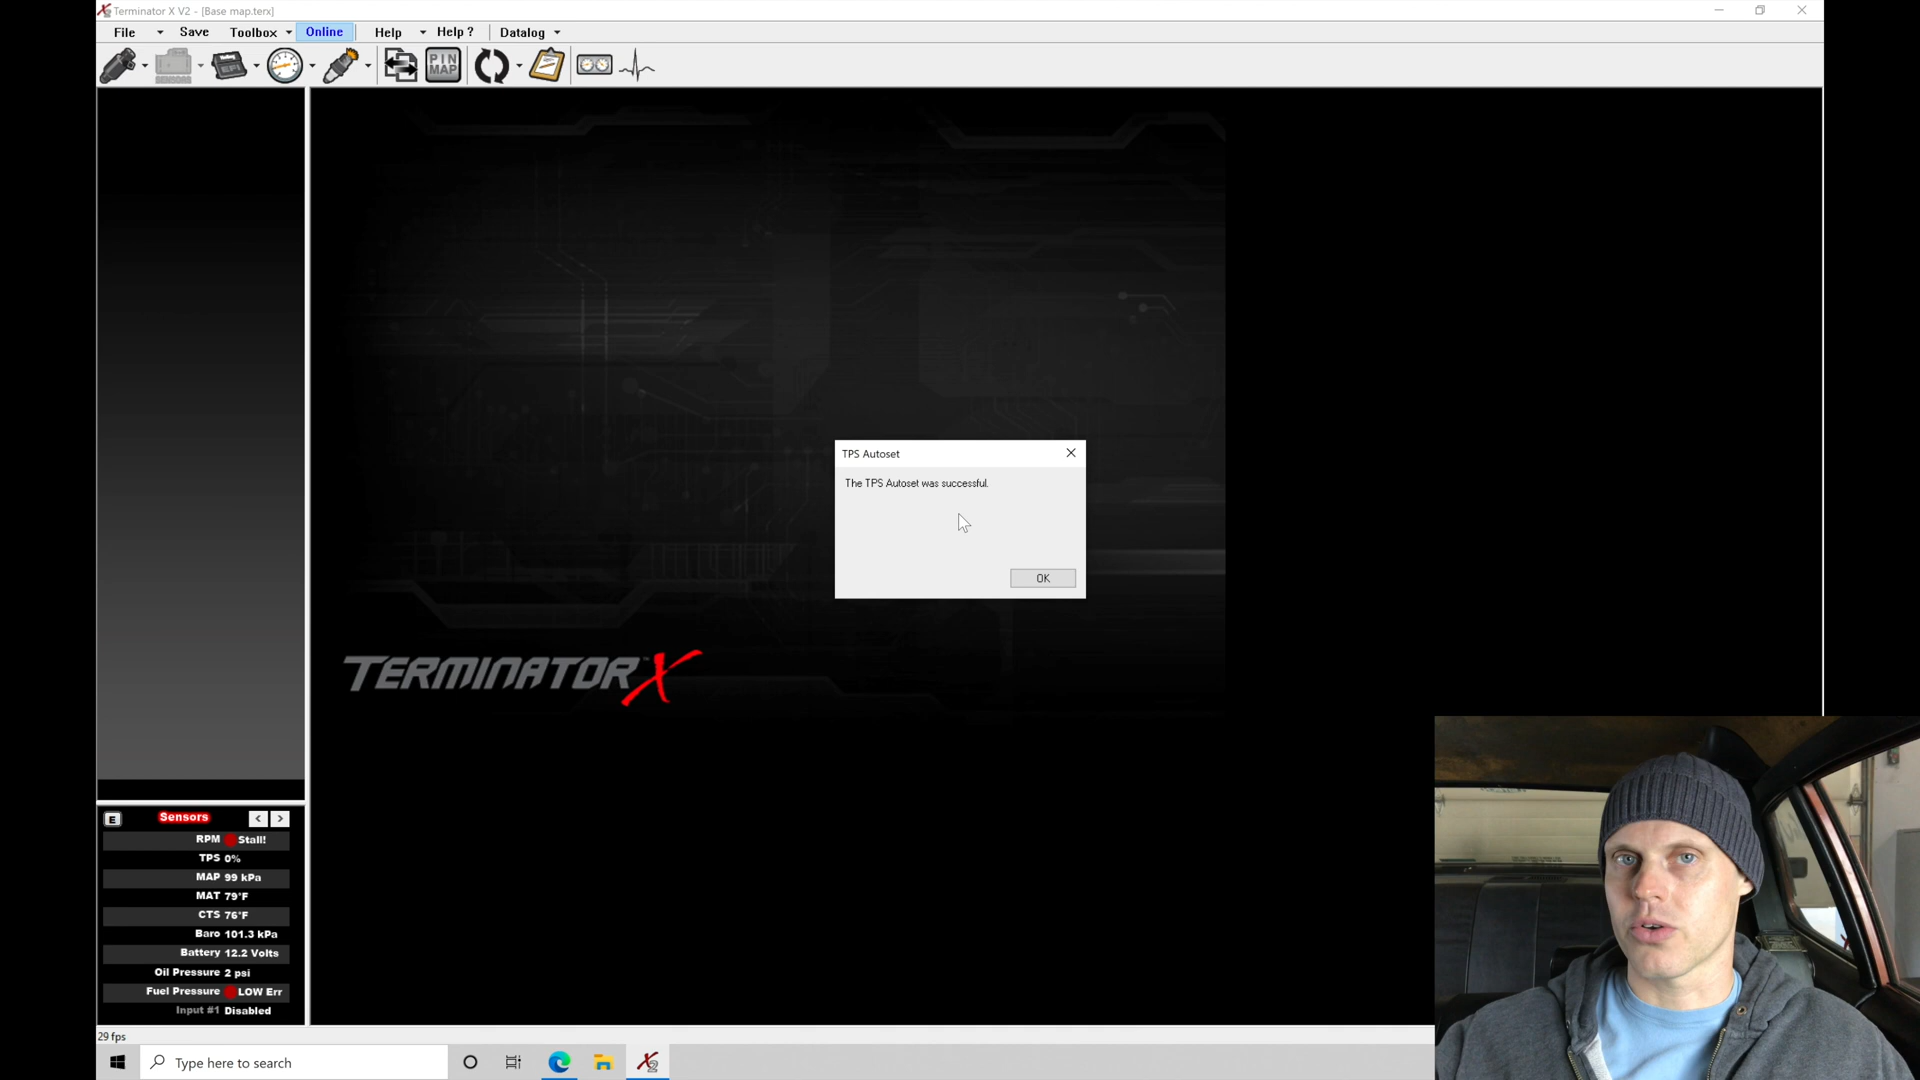 Terminator X V2 - [Base map.terx]
File Save Toolbox Online Help Help ? Datalog
SENSORS EFI PIN MAP
TPS Autoset
The TPS Autoset was successful.
OK
TERMINATOR X
E Sensors < >
RPM Stall!
TPS 0%
MAP 99 kPa
MAT 79°F
CTS 76°F
Baro 101.3 kPa
Battery 12.2 Volts
Oil Pressure 2 psi
Fuel Pressure LOW Err
Input #1 Disabled
29 fps
Type here to search